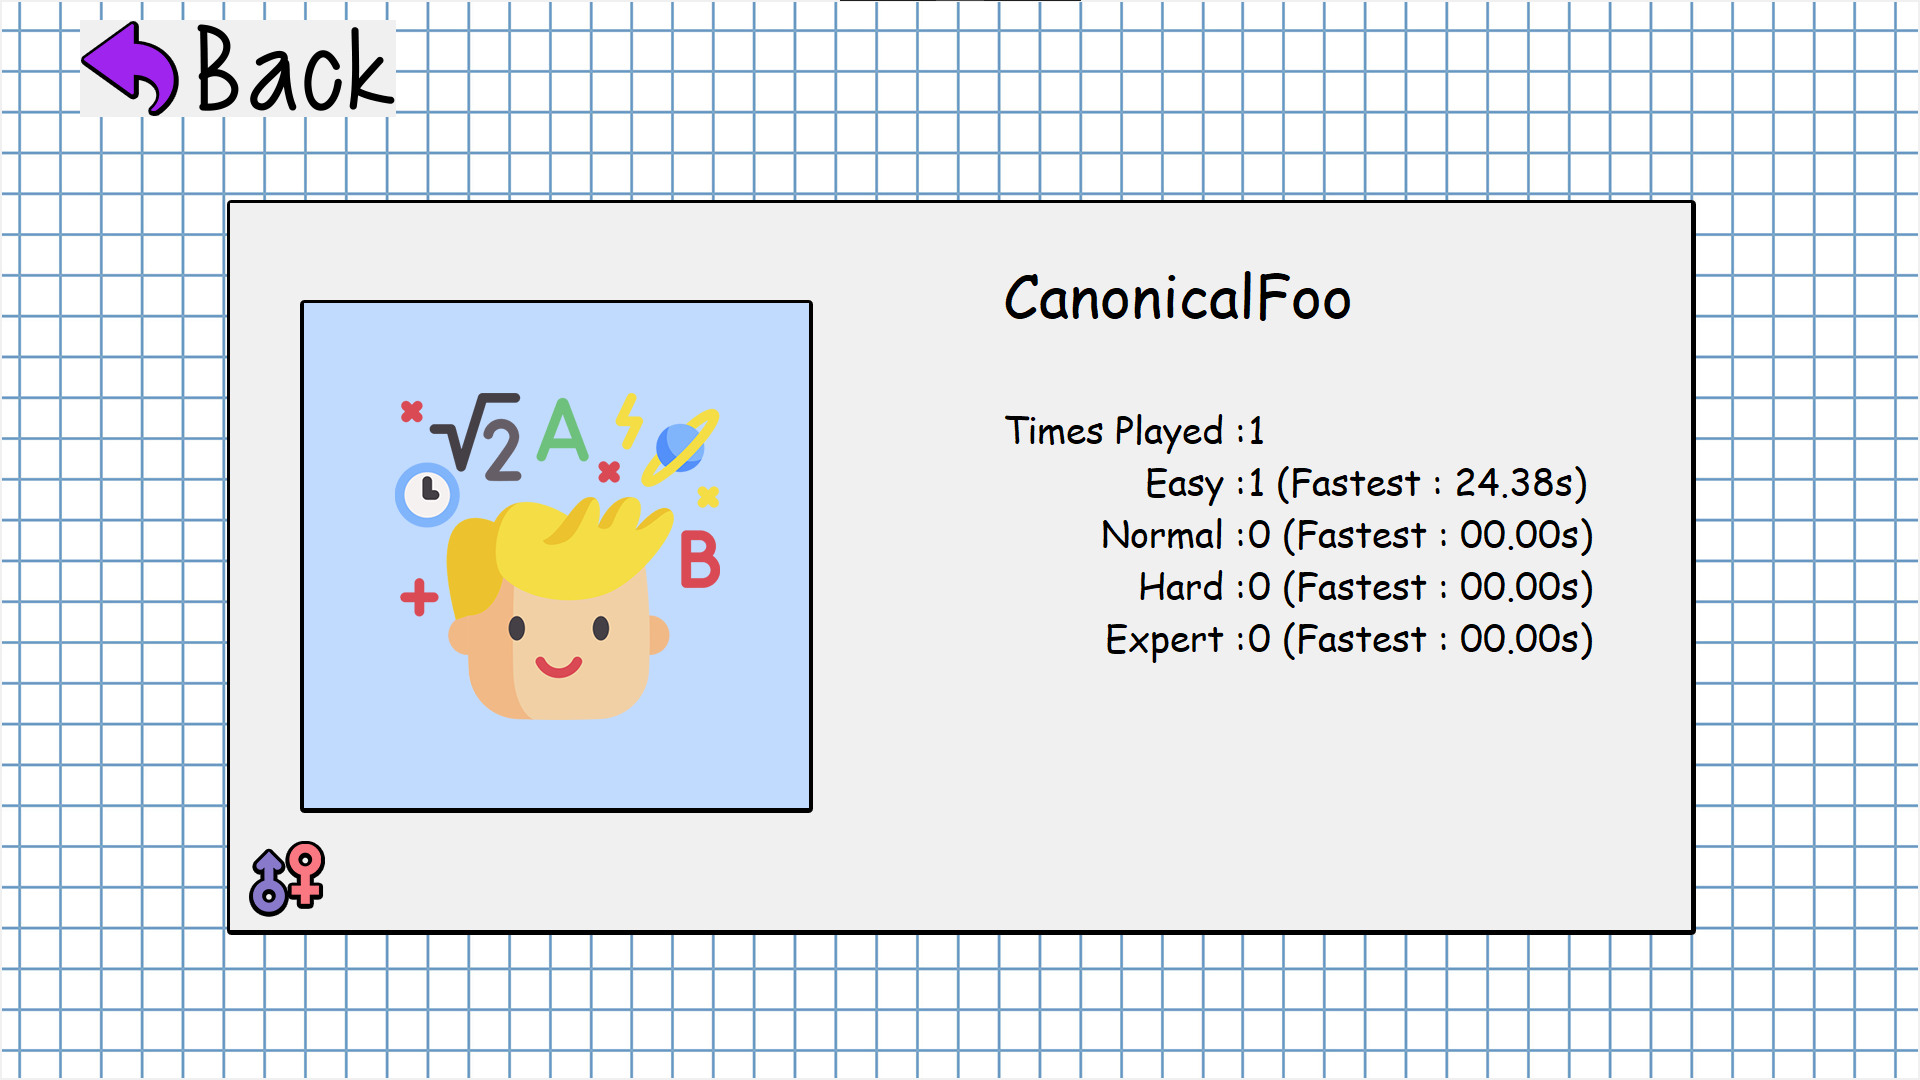 Back
CanonicalFoo
√2 A
B
Times Played :1
Easy :1 (Fastest : 24.38s)
Normal :0 (Fastest : 00.00s)
Hard :0 (Fastest : 00.00s)
Expert :0 (Fastest : 00.00s)